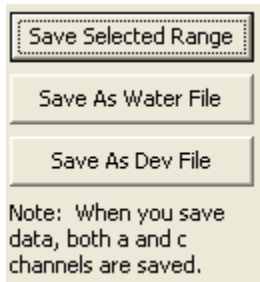 Save Selected Range
Save As Water File
Save As Dev File
Note:  When you save
data, both a and c
channels are saved.